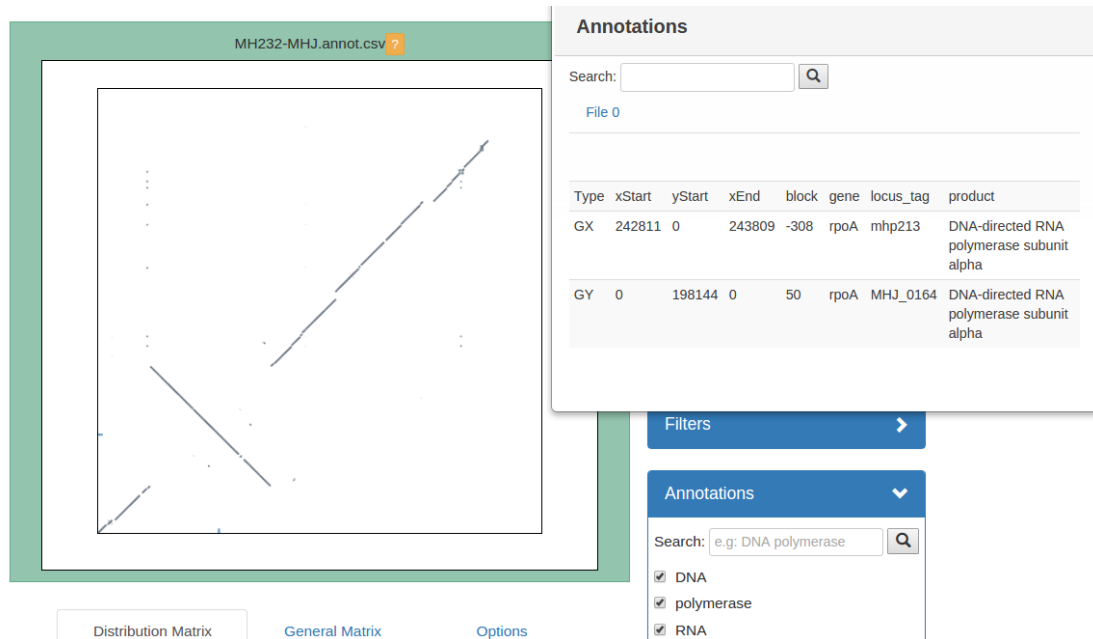 MH232-MHJ.annot.csv ?
Annotations
Search:
File 0
Type xStart yStart xEnd block gene locus_tag product
GX 242811 0 243809 -308 rpoA mhp213 DNA-directed RNA
polymerase subunit
alpha
GY 0 198144 0 50 rpoA MHJ_0164 DNA-directed RNA
polymerase subunit
alpha
Filters
Annotations
Search: e.g: DNA polymerase
DNA
polymerase
RNA
Distribution Matrix General Matrix Options